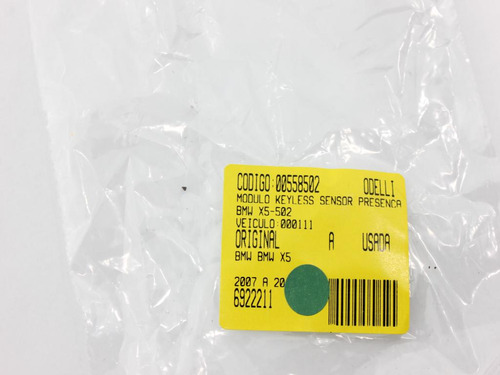 CODIGO:00558502 ODELLI
MODULO KEYLESS SENSOR PRESENCA
BMW X5-502
VEICULO:000111
ORIGINAL A USADA
BMW BMW X5
2007 A 20
6922211